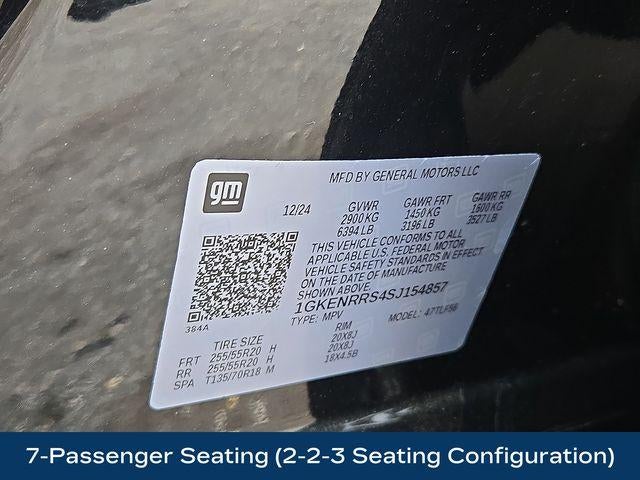 gm
MFD BY GENERAL MOTORS LLC
12/24 GVWR GAWR FRT GAWR RR
2900 KG 1450 KG 1600 KG
6394 LB 3196 LB 3527 LB
THIS VEHICLE CONFORMS TO ALL
APPLICABLE U.S. FEDERAL MOTOR
VEHICLE SAFETY STANDARDS IN EFFECT
ON THE DATE OF MANUFACTURE
SHOWN ABOVE.
1GKENRRS4SJ154857
TYPE: MPV MODEL: 4TLF56
384A
TIRE SIZE RIM
FRT 255/55R20 H 20X8J
RR 255/55R20 H 20X8J
SPA T135/70R18 M 18X4.5B
7-Passenger Seating (2-2-3 Seating Configuration)